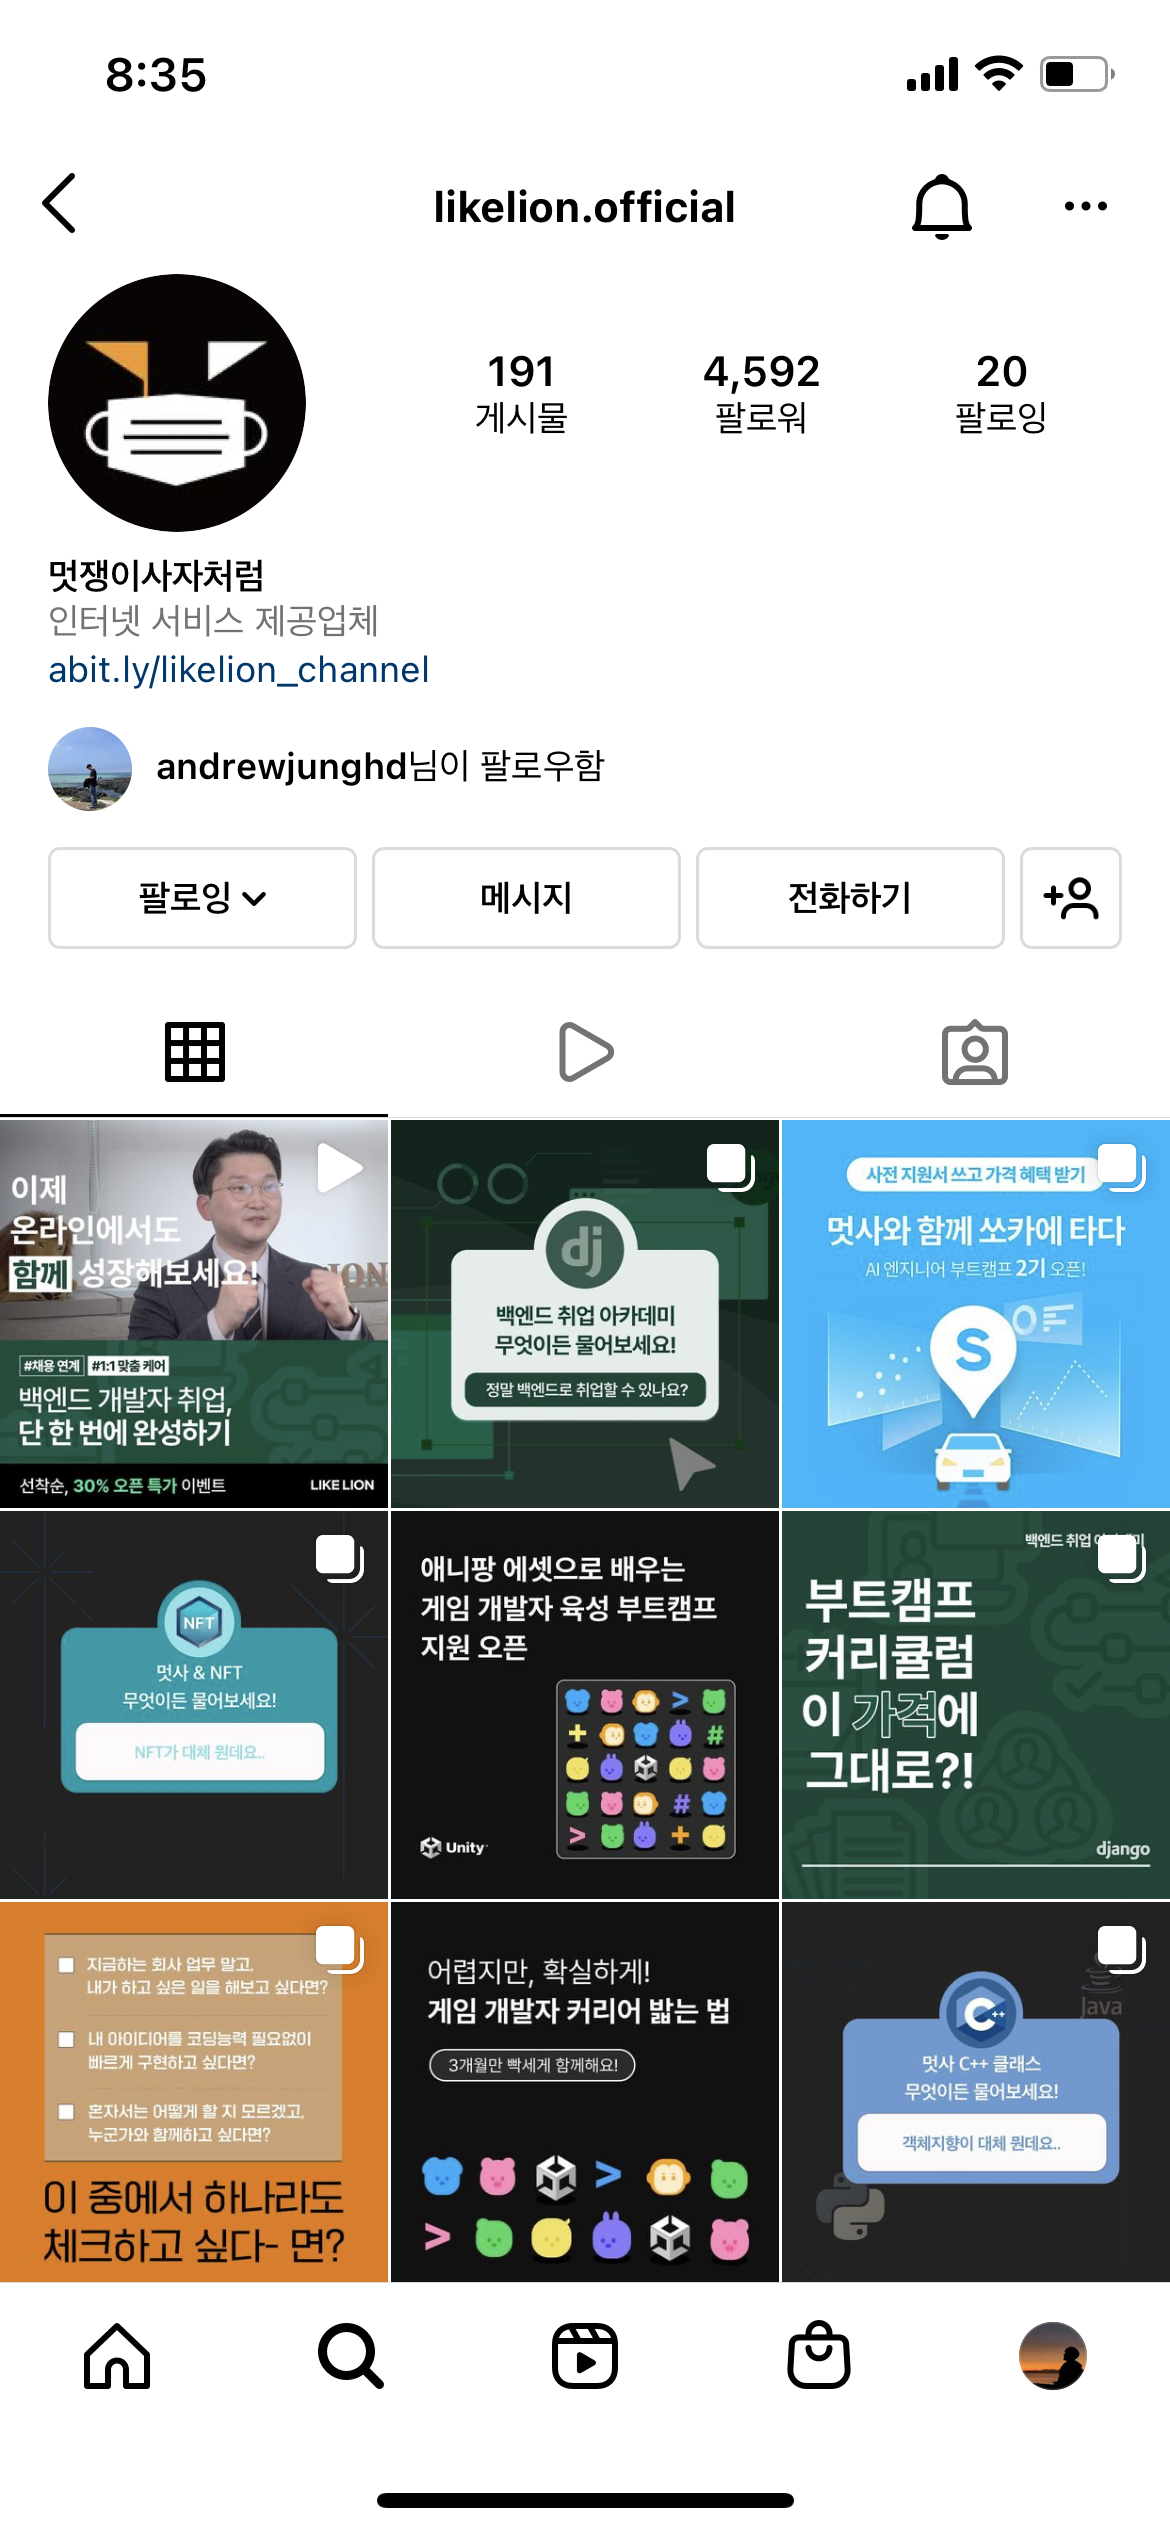 8:35
likelion.official
191
게시물
4,592
팔로워
20
팔로잉
멋쟁이사자처럼
인터넷 서비스 제공업체
abit.ly/likelion_channel
andrewjunghd님이 팔로우함
팔로잉
메시지
전화하기
이제
온라인에서도
함께 성장해보세요!
ION
#채용 연계 #1:1 맞춤 케어
백엔드 개발자 취업,
단 한 번에 완성하기
선착순, 30% 오픈 특가 이벤트
LIKE LION
dj
백엔드 취업 아카데미
무엇이든 물어보세요!
정말 백엔드로 취업할 수 있나요?
사전 지원서 쓰고 가격 혜택 받기
멋사와 함께 쏘카에 타다
AI 엔지니어 부트캠프 2기 오픈!
S
NFT
멋사 & NFT
무엇이든 물어보세요!
NFT가 대체 뭔데요..
애니팡 에셋으로 배우는
게임 개발자 육성 부트캠프
지원 오픈
Unity
백엔드 취업
부트캠프
커리큘럼
이 가격에
그대로?!
django
지금하는 회사 업무 말고,
내가 하고 싶은 일을 해보고 싶다면?
내 아이디어를 코딩능력 필요없이
빠르게 구현하고 싶다면?
혼자서는 어떻게 할 지 모르겠고,
누군가와 함께하고 싶다면?
이 중에서 하나라도
체크하고 싶다- 면?
어렵지만, 확실하게!
게임 개발자 커리어 밟는 법
3개월만 빡세게 함께해요!
Java
C++
멋사 C++ 클래스
무엇이든 물어보세요!
객체지향이 대체 뭔데요..